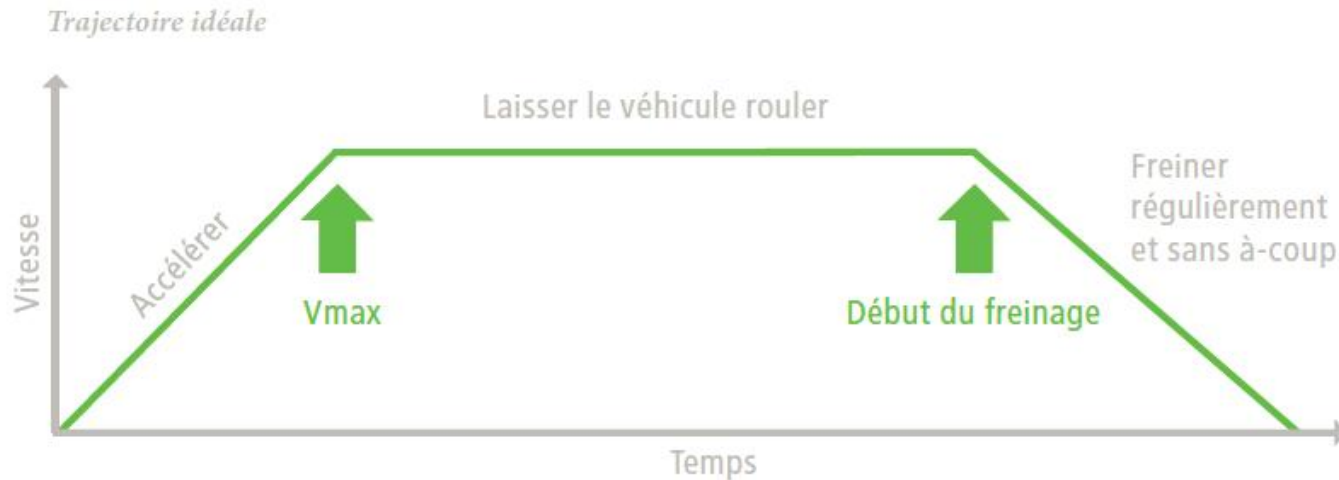 Trajectoire idéale
Laisser le véhicule rouler
Freiner
régulièrement
et sans à-coup
Vitesse
Accélérer
Vmax
Début du freinage
Temps